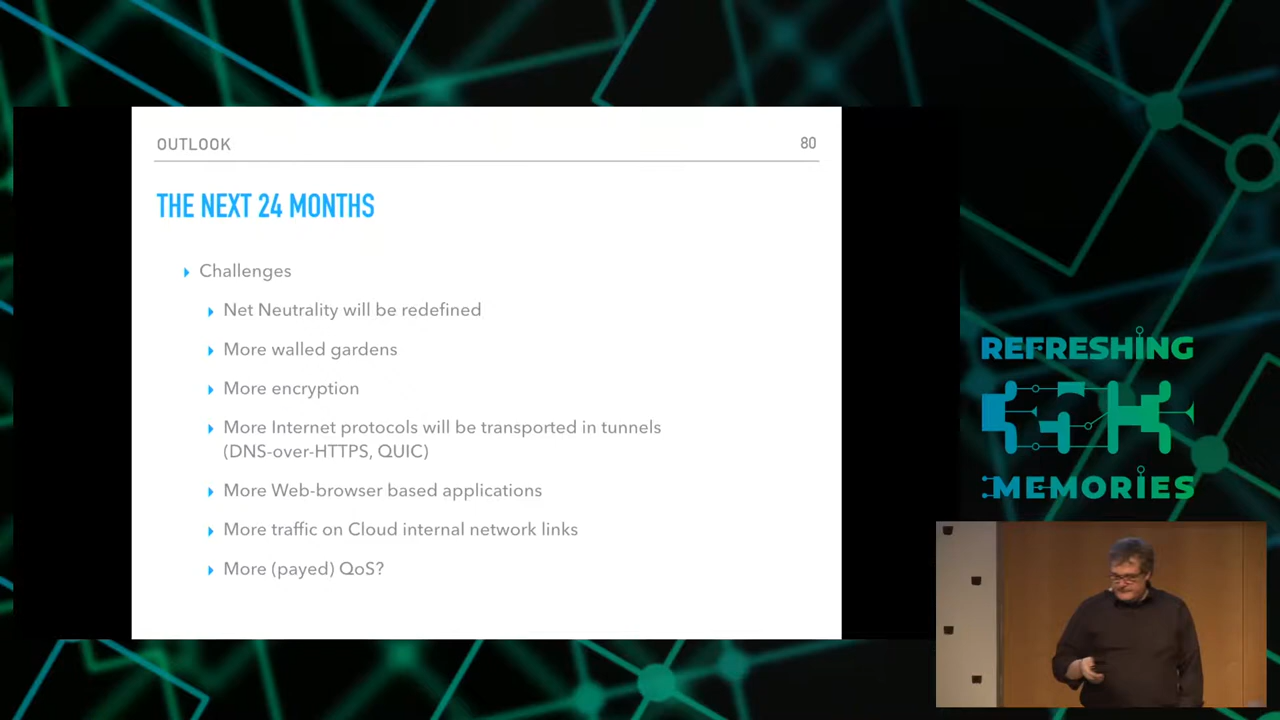 OUTLOOK
80
THE NEXT 24 MONTHS
Challenges
Net Neutrality will be redefined
More walled gardens
More encryption
More Internet protocols will be transported in tunnels
(DNS-over-HTTPS, QUIC)
More Web-browser based applications
More traffic on Cloud internal network links
More (payed) QoS?
REFRESHING
MEMORIES